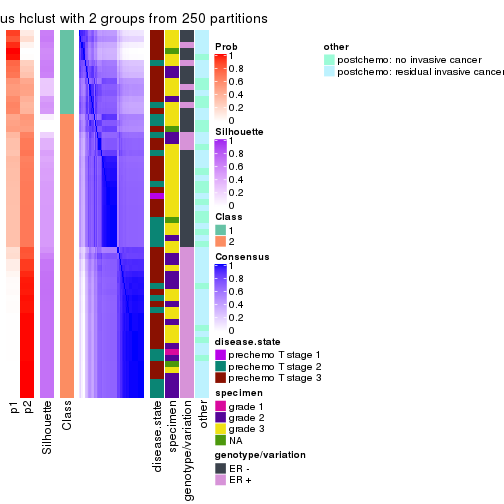 us hclust with 2 groups from 250 partitions
Prob
1
0.8
0.6
0.4
0.2
0
Silhouette
1
0.8
0.6
0.4
0.2
0
Class
1
2
Consensus
1
0.8
0.6
0.4
0.2
0
disease.state
prechemo T stage 1
prechemo T stage 2
prechemo T stage 3
specimen
grade 1
grade 2
grade 3
NA
genotype/variation
ER -
ER +
other
postchemo: no invasive cancer
postchemo: residual invasive cancer
p1
p2
Silhouette
Class
disease.state
specimen
genotype/variation
other